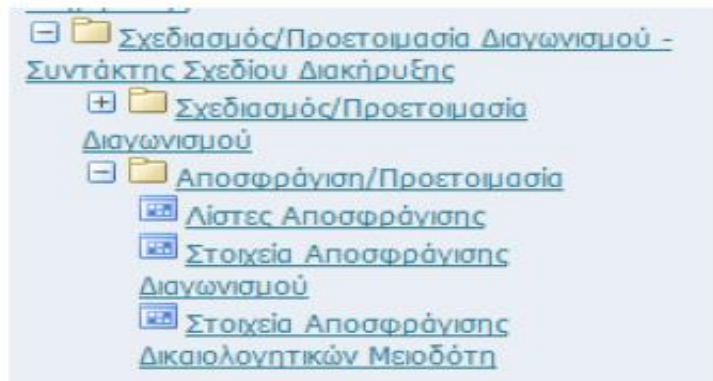 Σχεδιασμός/Προετοιμασία Διαγωνισμού -
Συντάκτης Σχεδίου Διακήρυξης
Σχεδιασμός/Προετοιμασία
Διαγωνισμού
Αποσφράγιση/Προετοιμασία
Λίστες Αποσφράγισης
Στοιχεία Αποσφράγισης
Διαγωνισμού
Στοιχεία Αποσφράγισης
Δικαιολογητικών Μειοδότη